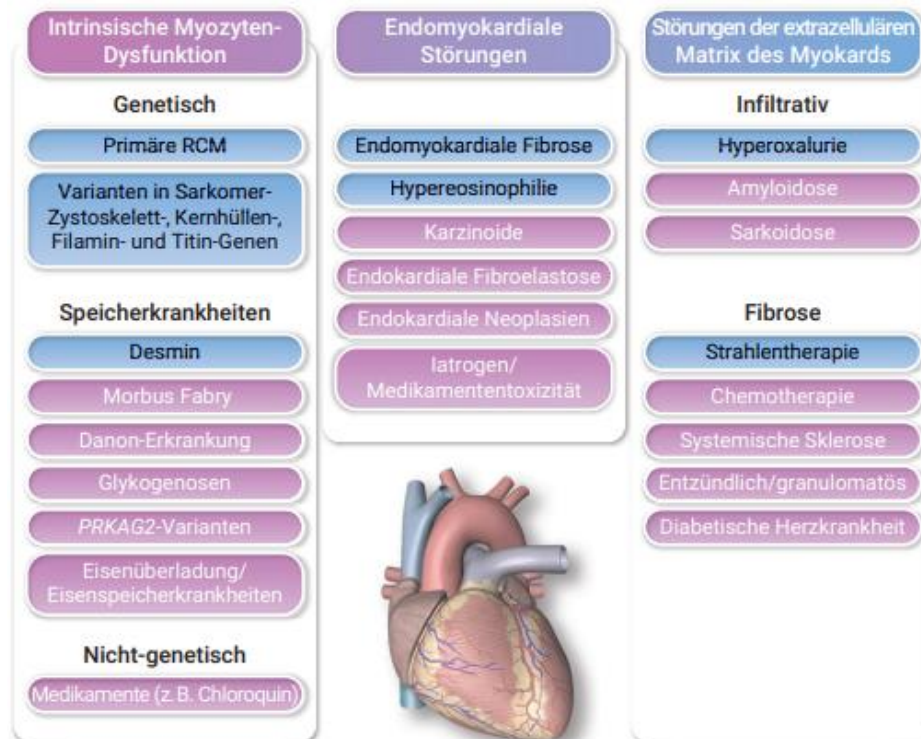 Intrinsische Myozyten-
Dysfunktion
Genetisch
Primäre RCM
Varianten in Sarkomer-
Zystoskelett-, Kernhüllen-,
Filamin- und Titin-Genen
Speicherkrankheiten
Desmin
Morbus Fabry
Danon-Erkrankung
Glykogenosen
PRKAG2-Varianten
Eisenüberladung/
Eisenspeicherkrankheiten
Nicht-genetisch
Medikamente (z. B. Chloroquin)
Endomyokardiale
Störungen
Endomyokardiale Fibrose
Hypereosinophilie
Karzinoide
Endokardiale Fibroelastose
Endokardiale Neoplasien
Iatrogen/
Medikamententoxizität
Störungen der extrazellulären
Matrix des Myokards
Infiltrativ
Hyperoxalurie
Amyloidose
Sarkoidose
Fibrose
Strahlentherapie
Chemotherapie
Systemische Sklerose
Entzündlich/granulomatös
Diabetische Herzkrankheit